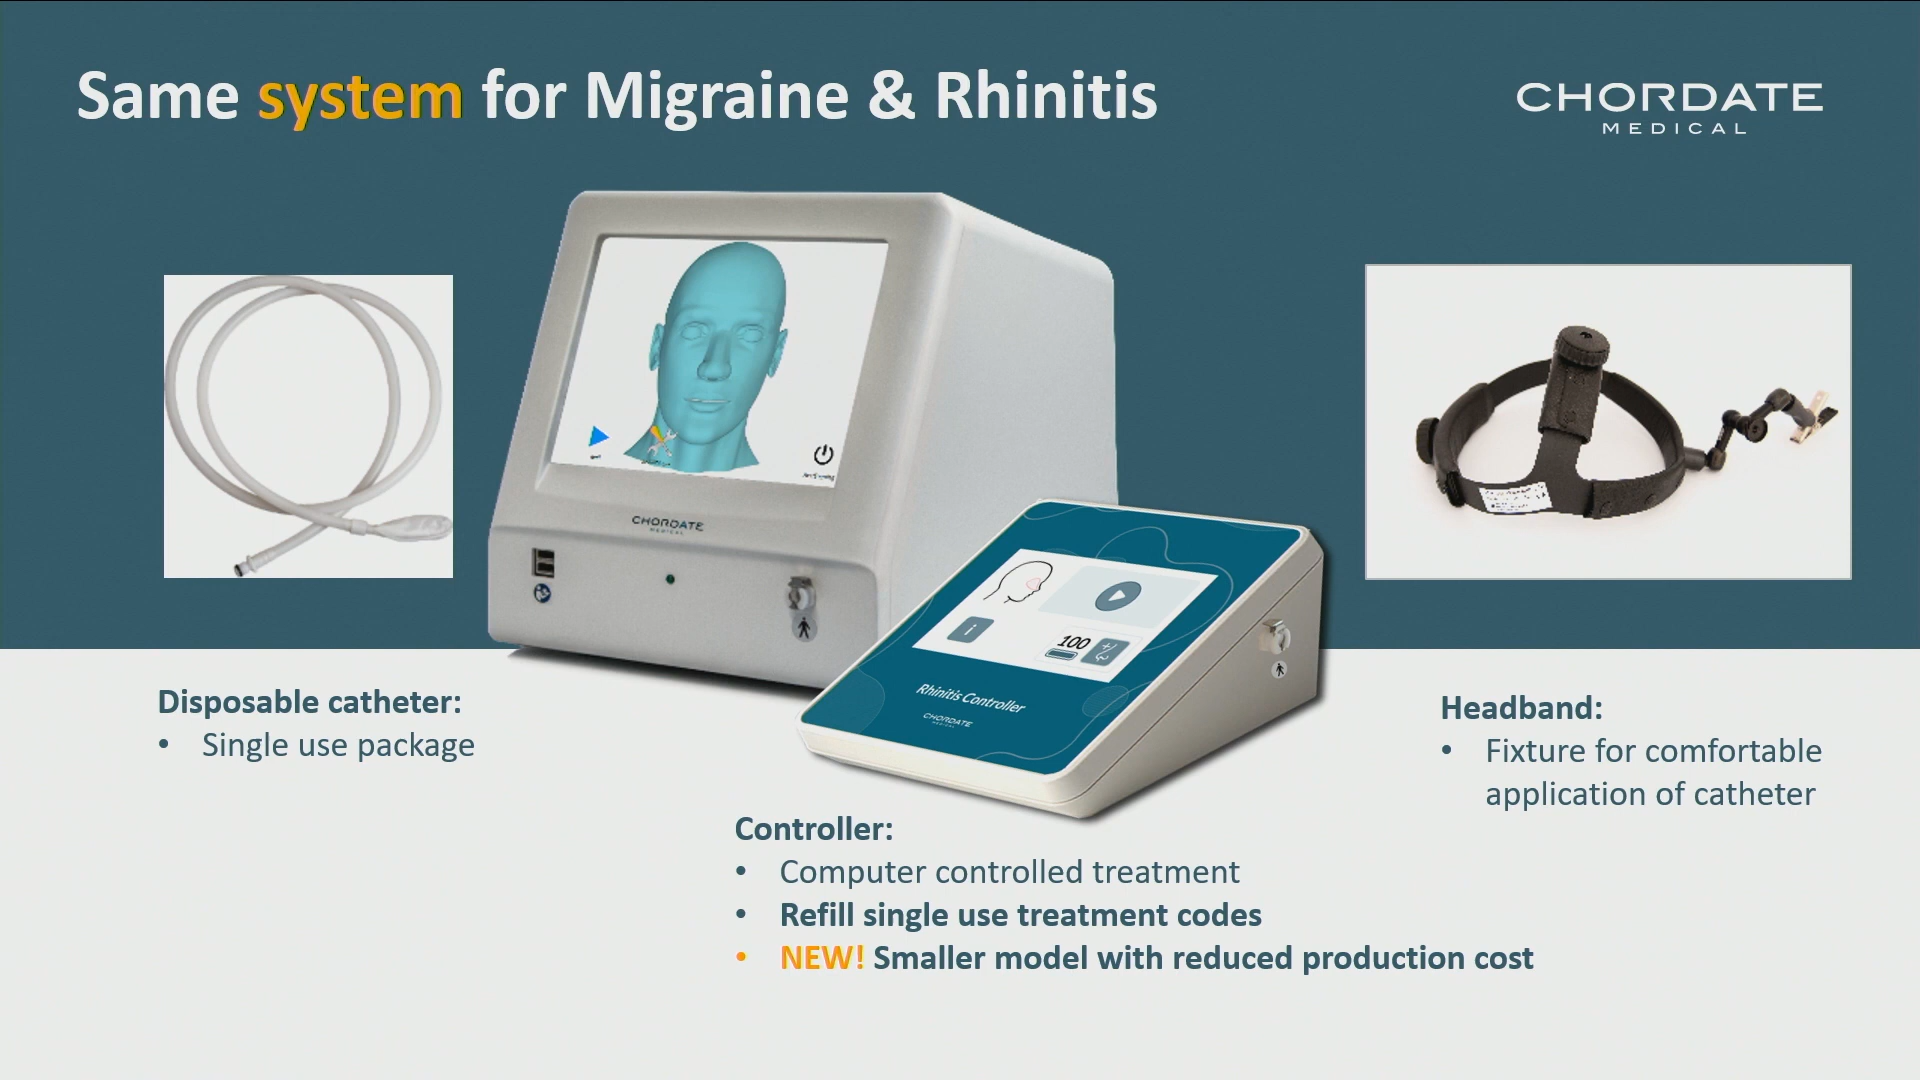 Same system for Migraine & Rhinitis
CHORDATE
MEDICAL
CHORDATE
MEDICAL
i
100
Rhinitis Controller
CHORDATE
MEDICAL
Disposable catheter:
• Single use package
Headband:
• Fixture for comfortable
application of catheter
Controller:
• Computer controlled treatment
• Refill single use treatment codes
• NEW! Smaller model with reduced production cost